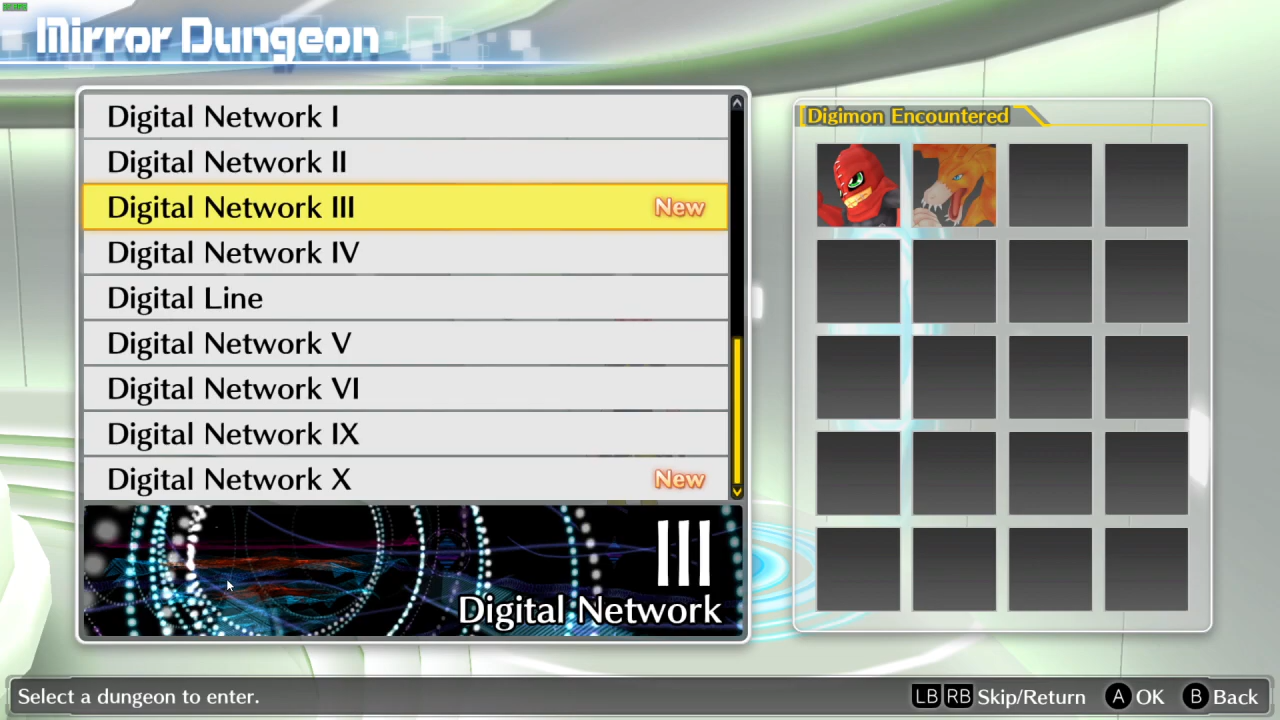 Mirror Dungeon
Digital Network I
Digital Network II
Digital Network III New
Digital Network IV
Digital Line
Digital Network V
Digital Network VI
Digital Network IX
Digital Network X New
III
Digital Network
Digimon Encountered
Select a dungeon to enter.
LB RB Skip/Return A OK B Back